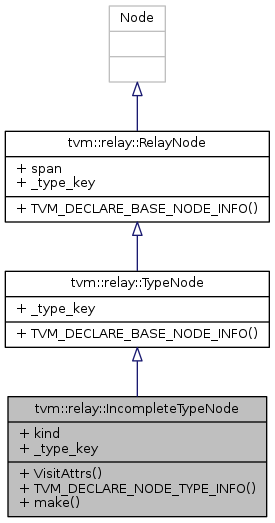 Node
tvm::relay::RelayNode
+ span
+ _type_key
+ TVM_DECLARE_BASE_NODE_INFO()
tvm::relay::TypeNode
+ _type_key
+ TVM_DECLARE_BASE_NODE_INFO()
tvm::relay::IncompleteTypeNode
+ kind
+ _type_key
+ VisitAttrs()
+ TVM_DECLARE_NODE_TYPE_INFO()
+ make()